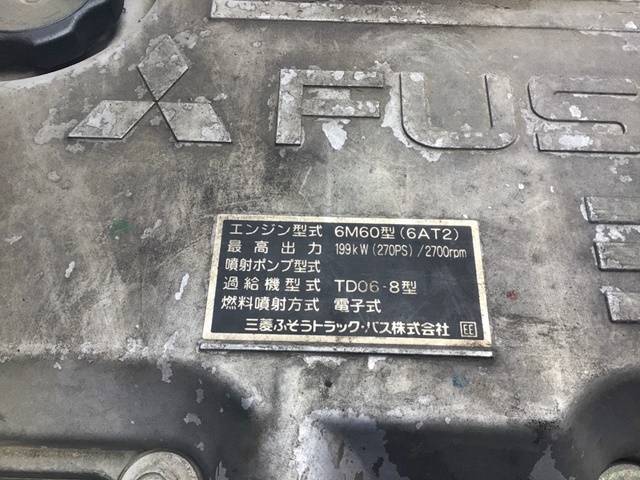 FUS
エンジン型式 6M60型(6AT2)
最高出力 199kW(270PS)/2700rpm
噴射ポンプ型式
過給機型式 TD06-8型
燃料噴射方式 電子式
三菱ふそうトラック・バス株式会社 EE